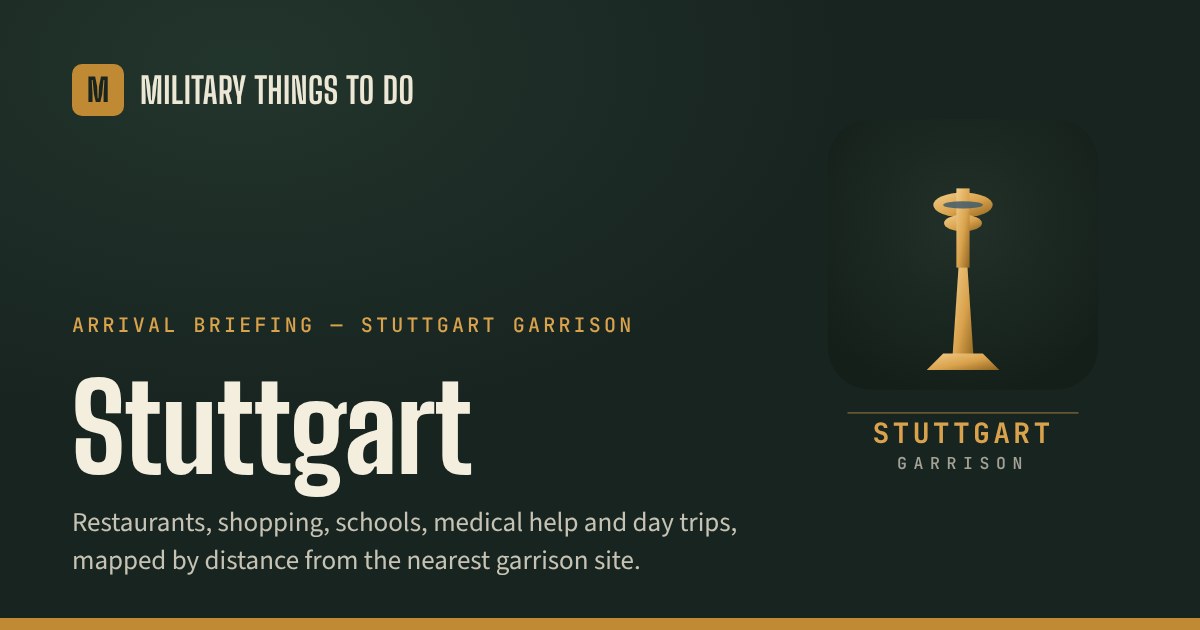 M MILITARY THINGS TO DO
ARRIVAL BRIEFING — STUTTGART GARRISON
Stuttgart
Restaurants, shopping, schools, medical help and day trips,
mapped by distance from the nearest garrison site.
STUTTGART
GARRISON